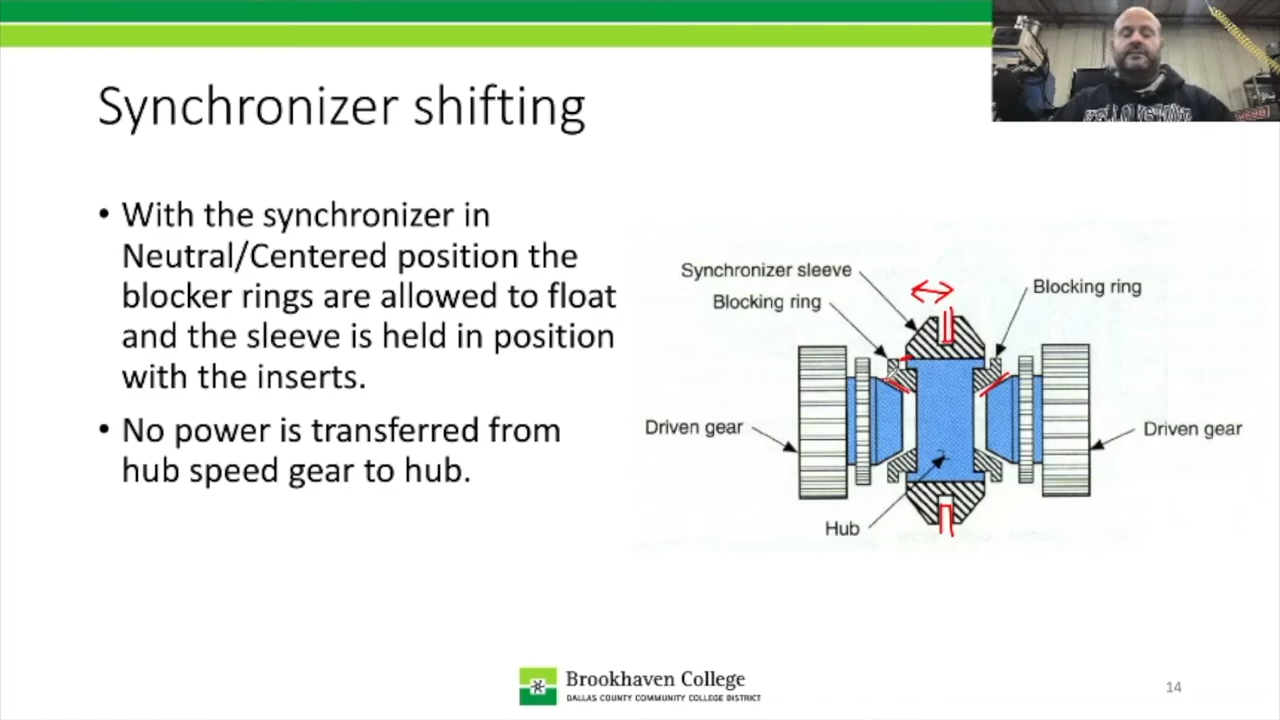 Synchronizer shifting
• With the synchronizer in
Neutral/Centered position the
blocker rings are allowed to float
and the sleeve is held in position
with the inserts.
• No power is transferred from
hub speed gear to hub.
Synchronizer sleeve
Blocking ring
Blocking ring
Driven gear
Driven gear
Hub
Brookhaven College
DALLAS COUNTY COMMUNITY COLLEGE DISTRICT
14